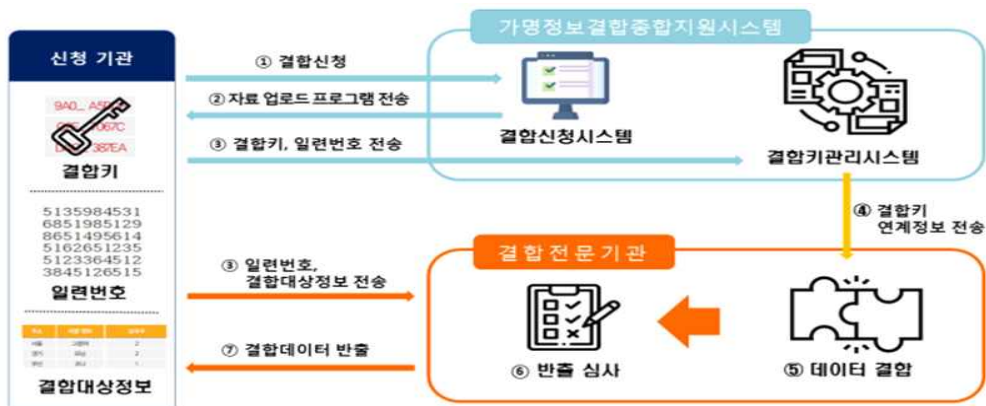 신청 기관
결합키
5135984531
6851985129
8651495614
5162651235
5123364512
3845126515
일련번호
결합대상정보
① 결합신청
② 자료 업로드 프로그램 전송
③ 결합키, 일련번호 전송
가명정보결합종합지원시스템
결합신청시스템
결합키관리시스템
④ 결합키
연계정보 전송
③ 일련번호,
결합대상정보 전송
⑦ 결합데이터 반출
결합전문기관
⑥ 반출 심사
⑤ 데이터 결합